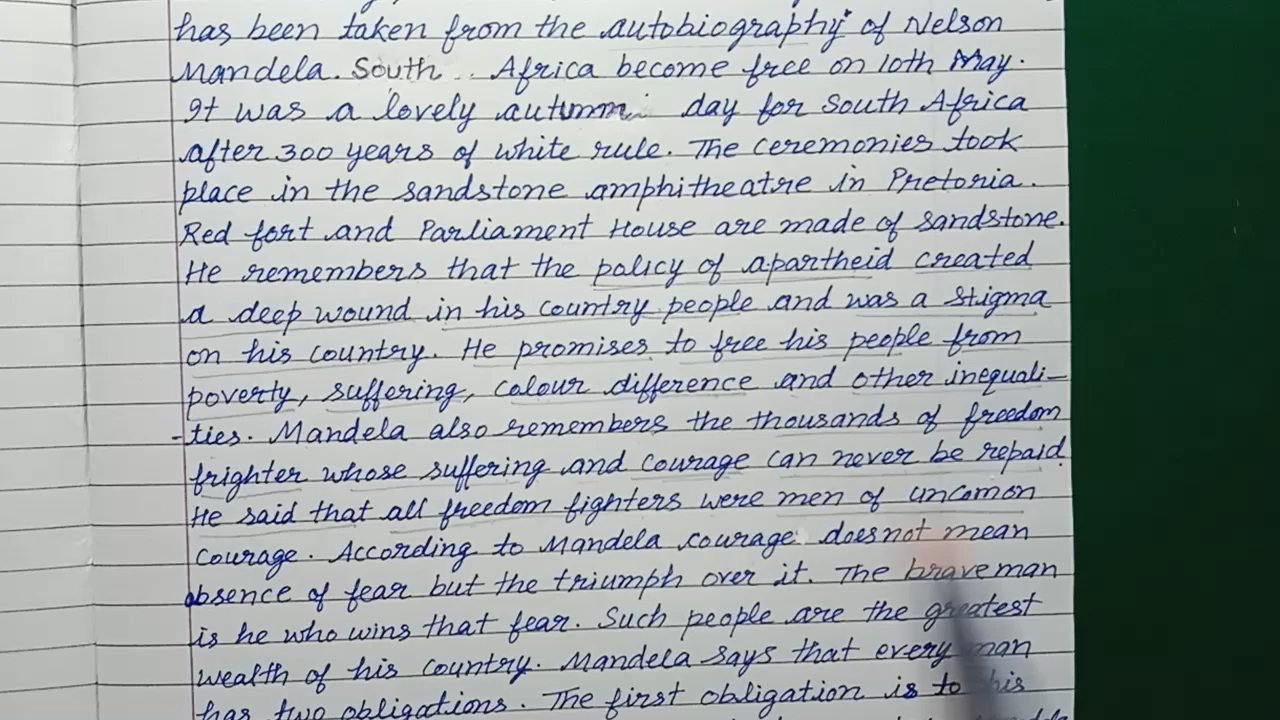 has been taken from the autobiography of Nelson
Mandela. South Africa become free on 10th May.
It was a lovely autumn day for South Africa
after 300 years of white rule. The ceremonies took
place in the sandstone amphitheatre in Pretoria.
Red fort and Parliament House are made of sandstone.
He remembers that the policy of apartheid created
a deep wound in his country people and was a stigma
on his country. He promises to free his people from
poverty, suffering, colour difference and other inequali-
-ties. Mandela also remembers the thousands of freedom
frighter whose suffering and courage can never be repaid.
He said that all freedom fighters were men of uncomon
courage. According to Mandela courage does not mean
absence of fear but the triumph over it. The brave man
is he who wins that fear. Such people are the greatest
wealth of his country. Mandela says that every man
has two obligations. The first obligation is to his